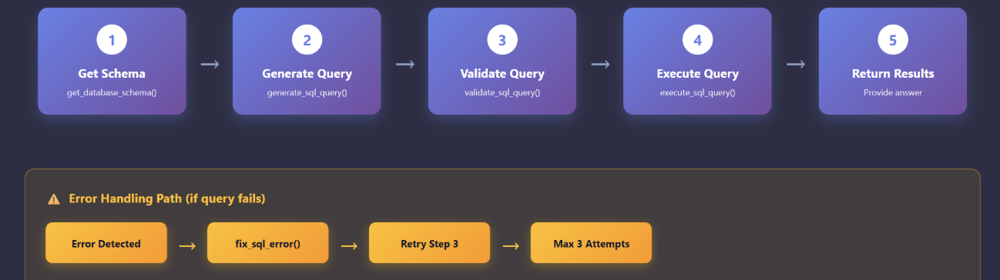 1
Get Schema
get_database_schema()
→
2
Generate Query
generate_sql_query()
→
3
Validate Query
validate_sql_query()
→
4
Execute Query
execute_sql_query()
→
5
Return Results
Provide answer
⚠ Error Handling Path (if query fails)
Error Detected
→
fix_sql_error()
→
Retry Step 3
→
Max 3 Attempts